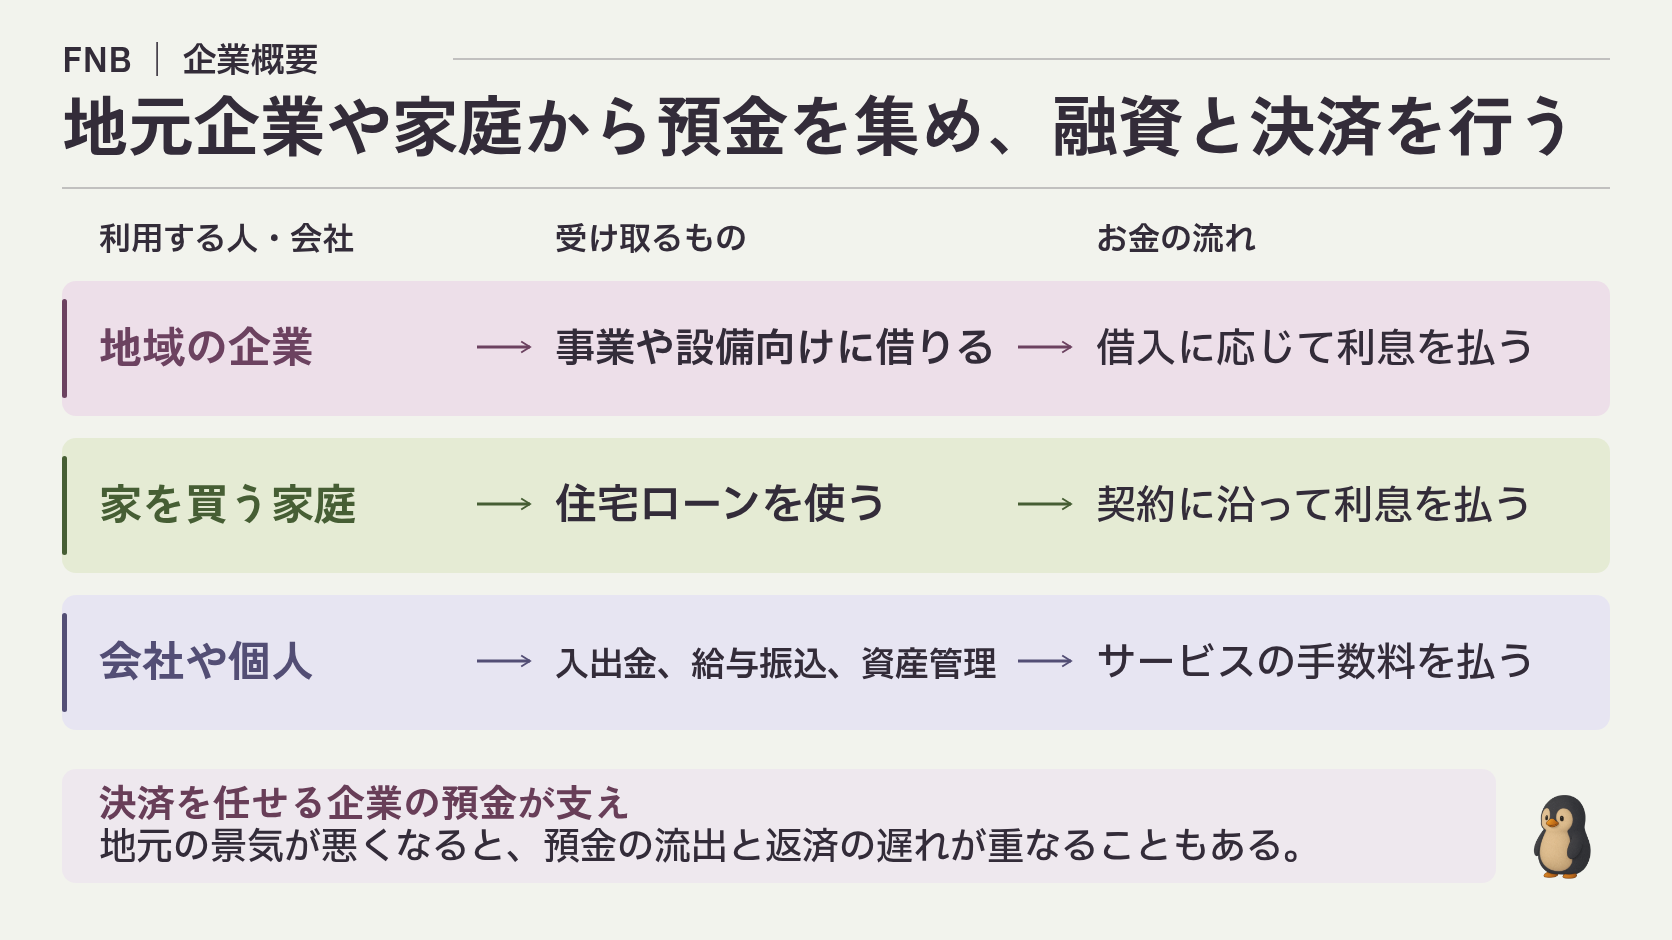 FNB │ 企業概要
地元企業や家庭から預金を集め、融資と決済を行う
利用する人・会社 受け取るもの お金の流れ
地域の企業 → 事業や設備向けに借りる → 借入に応じて利息を払う
家を買う家庭 → 住宅ローンを使う → 契約に沿って利息を払う
会社や個人 → 入出金、給与振込、資産管理 → サービスの手数料を払う
決済を任せる企業の預金が支え
地元の景気が悪くなると、預金の流出と返済の遅れが重なることもある。